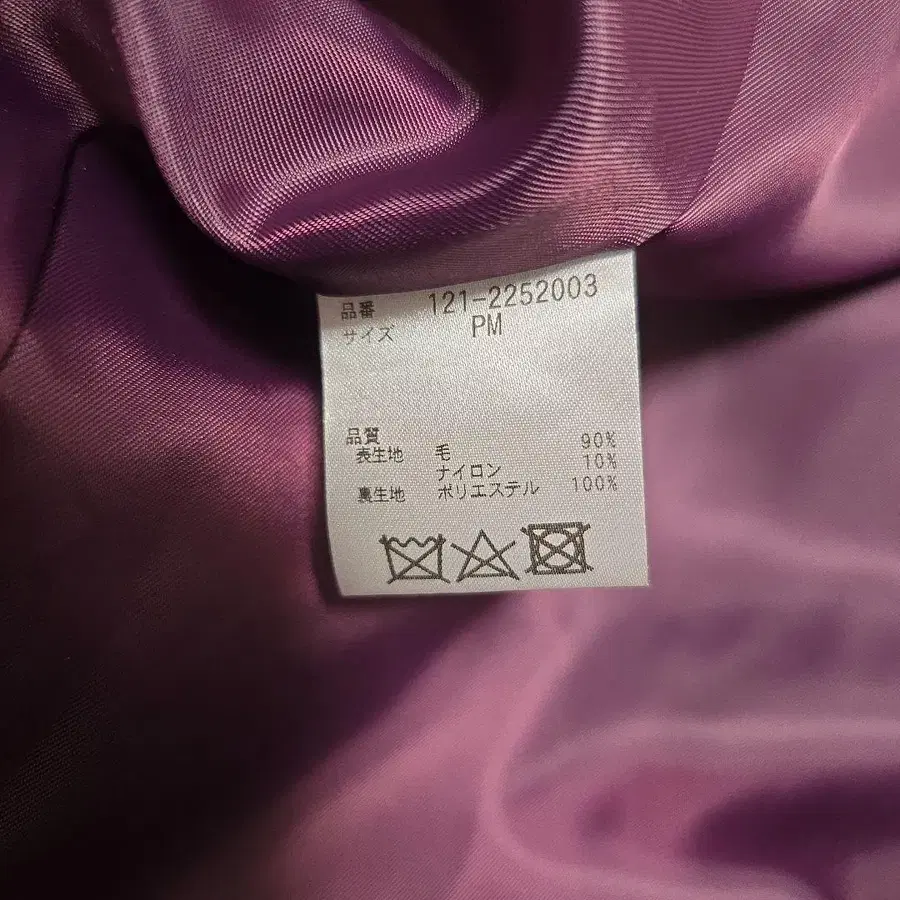 品番 121-2252003
サイズ PM
品質
表生地 毛 90%
ナイロン 10%
裏生地 ポリエステル 100%